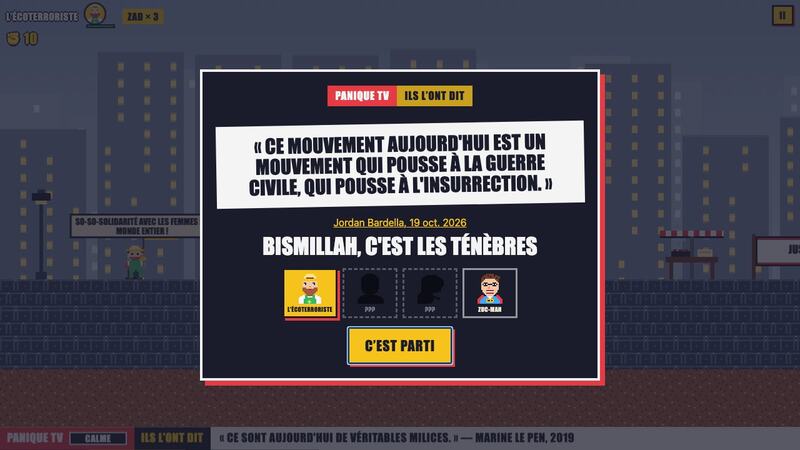 L'ÉCOTERRORISTE
ZAD × 3
10
PANIQUE TV
ILS L'ONT DIT
« CE MOUVEMENT AUJOURD'HUI EST UN
MOUVEMENT QUI POUSSE À LA GUERRE
CIVILE, QUI POUSSE À L'INSURRECTION. »
Jordan Bardella, 19 oct. 2026
BISMILLAH, C'EST LES TÉNÈBRES
SO-SO-SOLIDARITÉ AVEC LES FEMMES
MONDE ENTIER !
JUS
L'ÉCOTERRORISTE
???
???
ZUC-MAN
C'EST PARTI
PANIQUE TV
CALME
ILS L'ONT DIT
« CE SONT AUJOURD'HUI DE VÉRITABLES MILICES. » — MARINE LE PEN, 2019